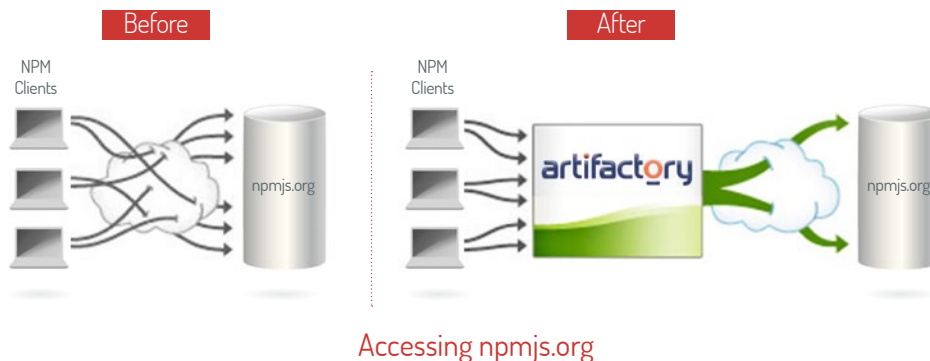 Before
After
NPM
Clients
NPM
Clients
npmjs.org
artifactory
npmjs.org
Accessing npmjs.org